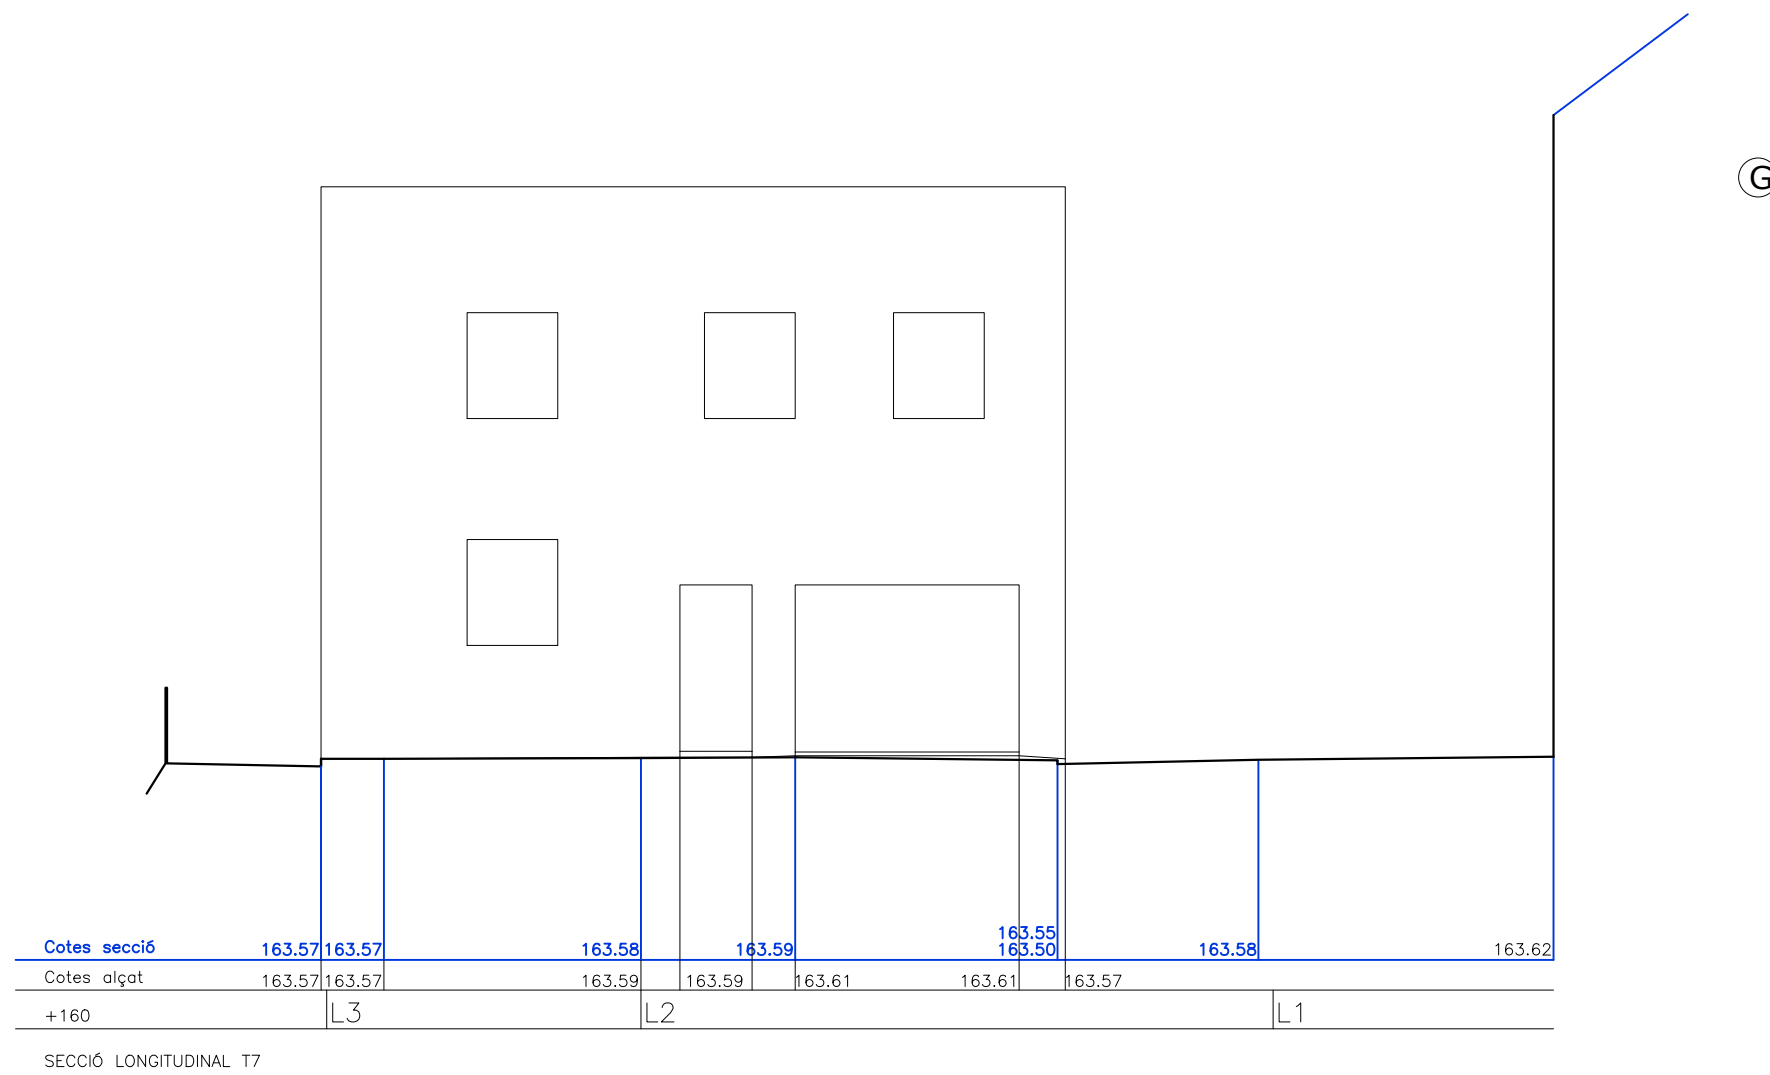 G
163.55
Cotes secció 163.57 163.57 163.58 163.59 163.50 163.58 163.62
Cotes alçat 163.57 163.57 163.59 163.59 163.61 163.61 163.57
+160 L3 L2 L1
SECCIÓ LONGITUDINAL T7